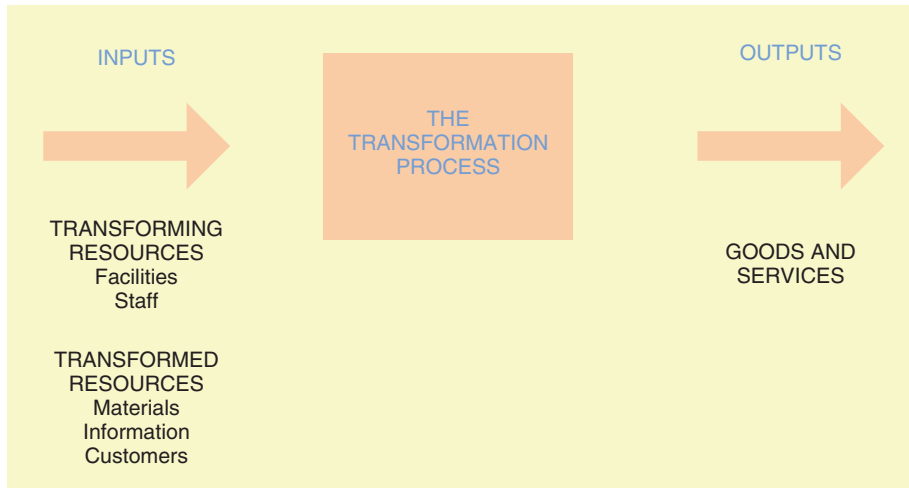 INPUTS
TRANSFORMING
RESOURCES
Facilities
Staff
TRANSFORMED
RESOURCES
Materials
Information
Customers
THE
TRANSFORMATION
PROCESS
OUTPUTS
GOODS AND
SERVICES